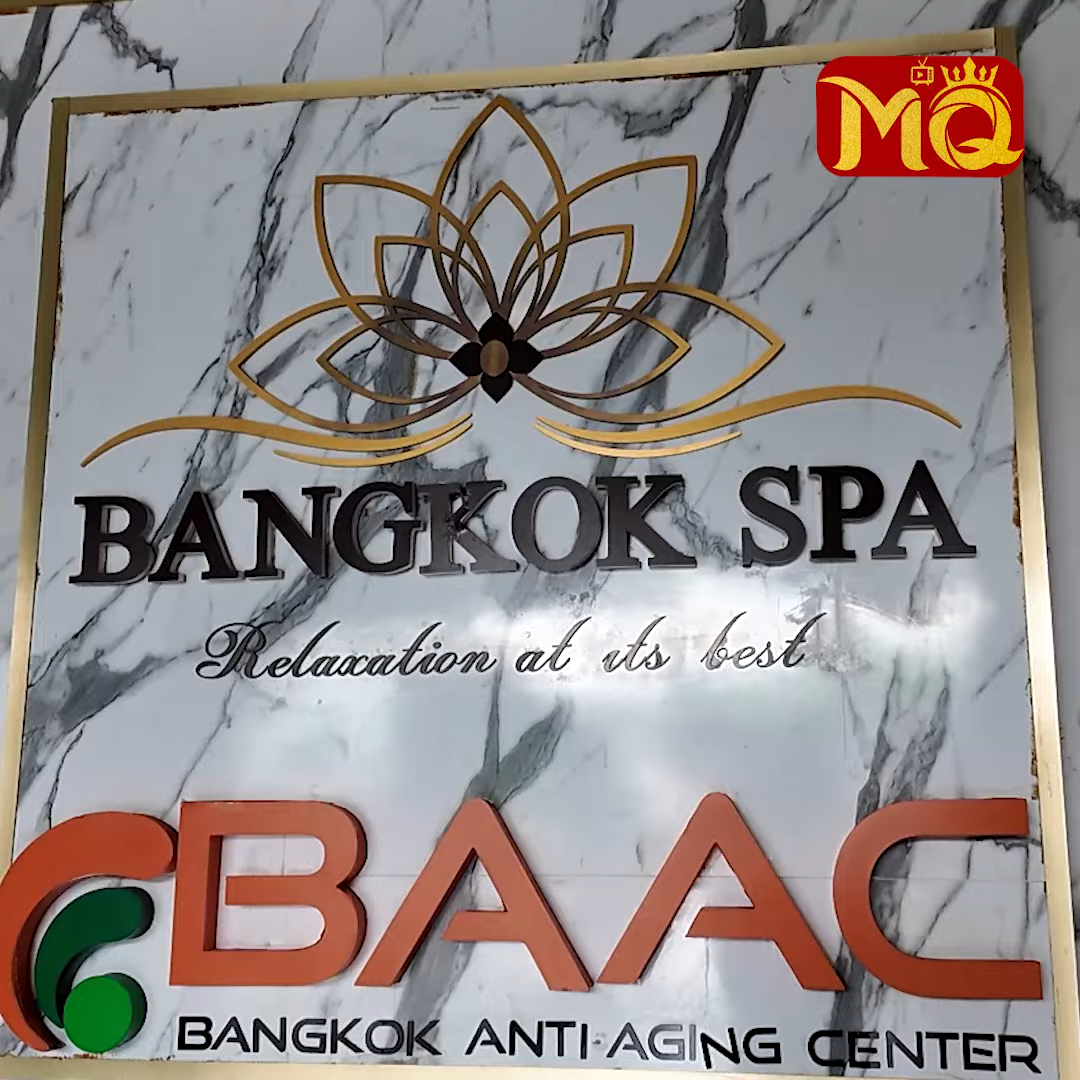 MQ
BANGKOK SPA
Relaxation at its best
BAAC
BANGKOK ANTI-AGING CENTER